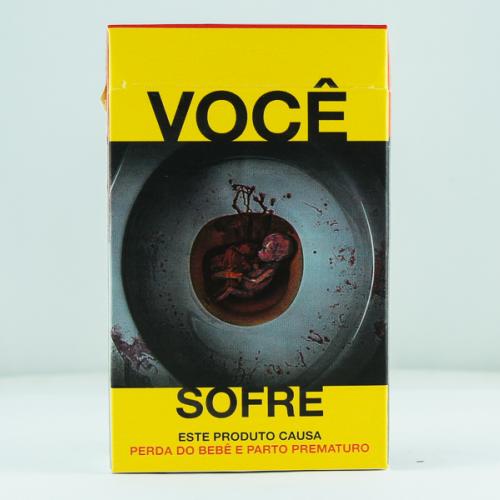 VOCÊ
SOFRE
ESTE PRODUTO CAUSA
PERDA DO BEBÊ E PARTO PREMATURO